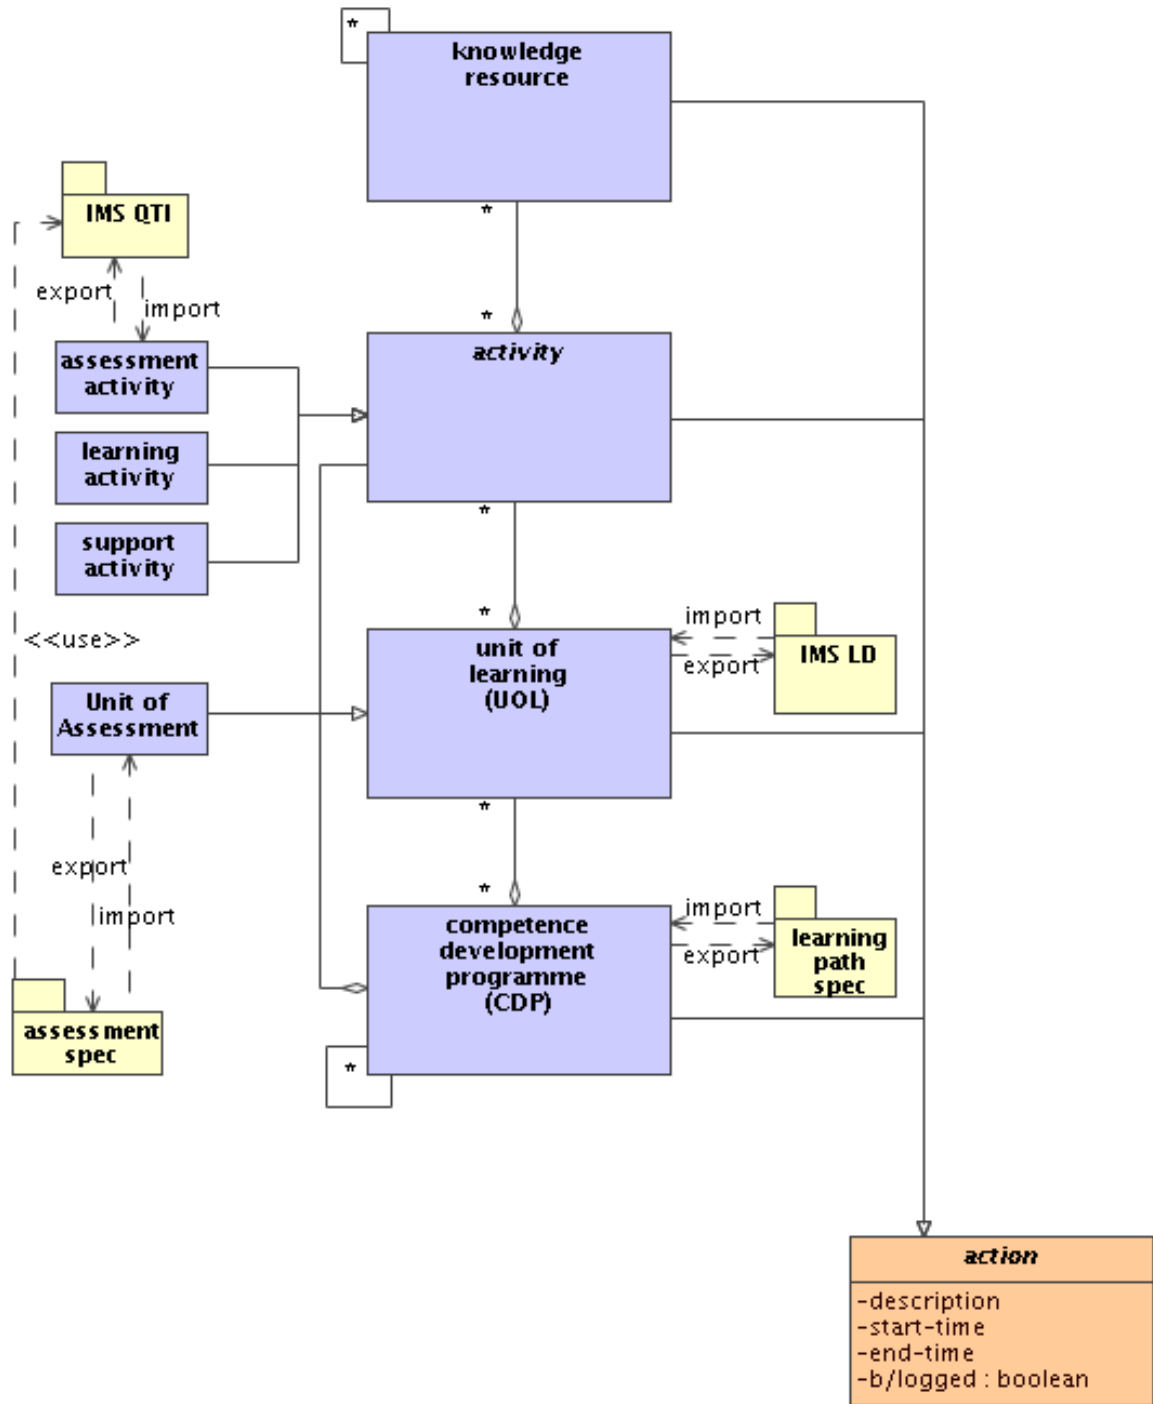 *
knowledge
resource
*
IMS QTI
export
import
*
activity
assessment
activity
learning
activity
support
activity
*
*
<<use>>
unit of
learning
(UOL)
import
export
IMS LD
Unit of
Assessment
*
*
export
import
competence
development
programme
(CDP)
import
export
learning
path
spec
assessment
spec
*
action
-description
-start-time
-end-time
-b/logged : boolean